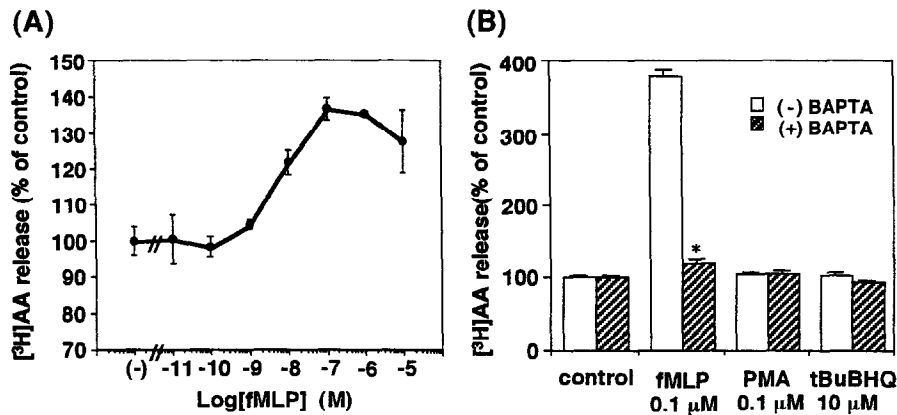 (A)
[³H]AA release (% of control)
150
140
130
120
110
100
90
80
70
(-) -11 -10 -9 -8 -7 -6 -5
Log[fMLP] (M)
(B)
[³H]AA release(% of control)
400
300
200
100
0
(-) BAPTA
(+) BAPTA
*
control fMLP PMA tBuBHQ
0.1 μM 0.1 μM 10 μM